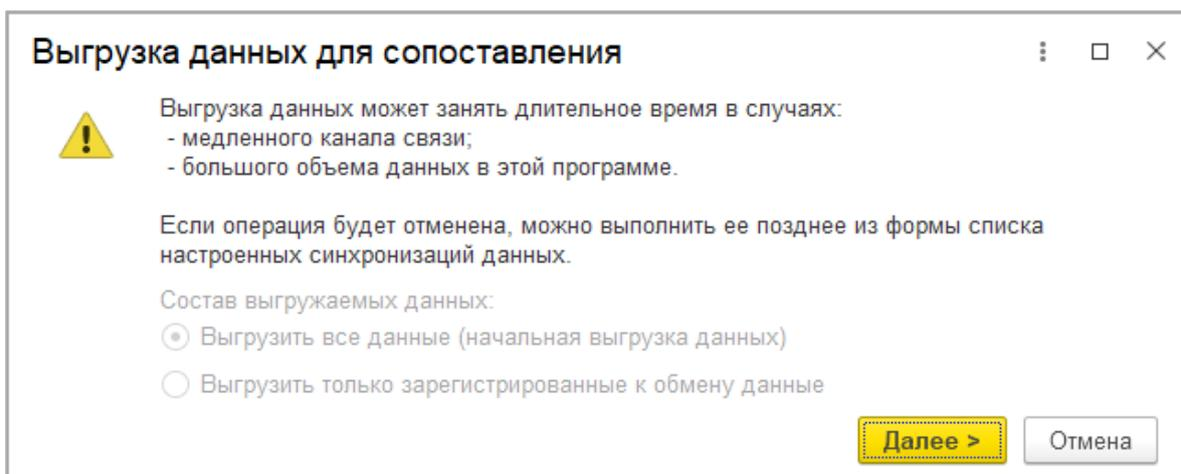 Выгрузка данных для сопоставления
Выгрузка данных может занять длительное время в случаях:
- медленного канала связи;
- большого объема данных в этой программе.
Если операция будет отменена, можно выполнить ее позднее из формы списка
настроенных синхронизаций данных.
Состав выгружаемых данных:
Выгрузить все данные (начальная выгрузка данных)
Выгрузить только зарегистрированные к обмену данные
Далее >
Отмена